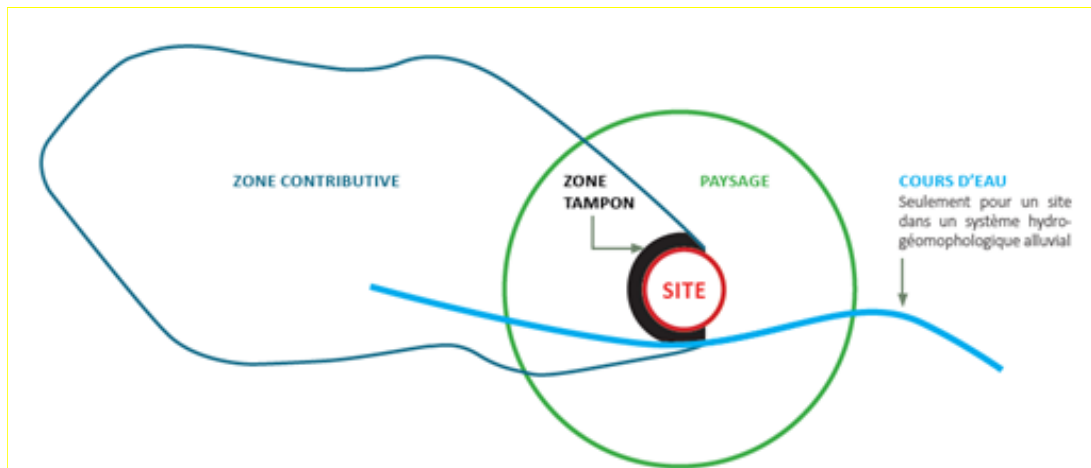 ZONE CONTRIBUTIVE
ZONE
TAMPON
PAYSAGE
SITE
COURS D'EAU
Seulement pour un site
dans un système hydro-
géomophologique alluvial